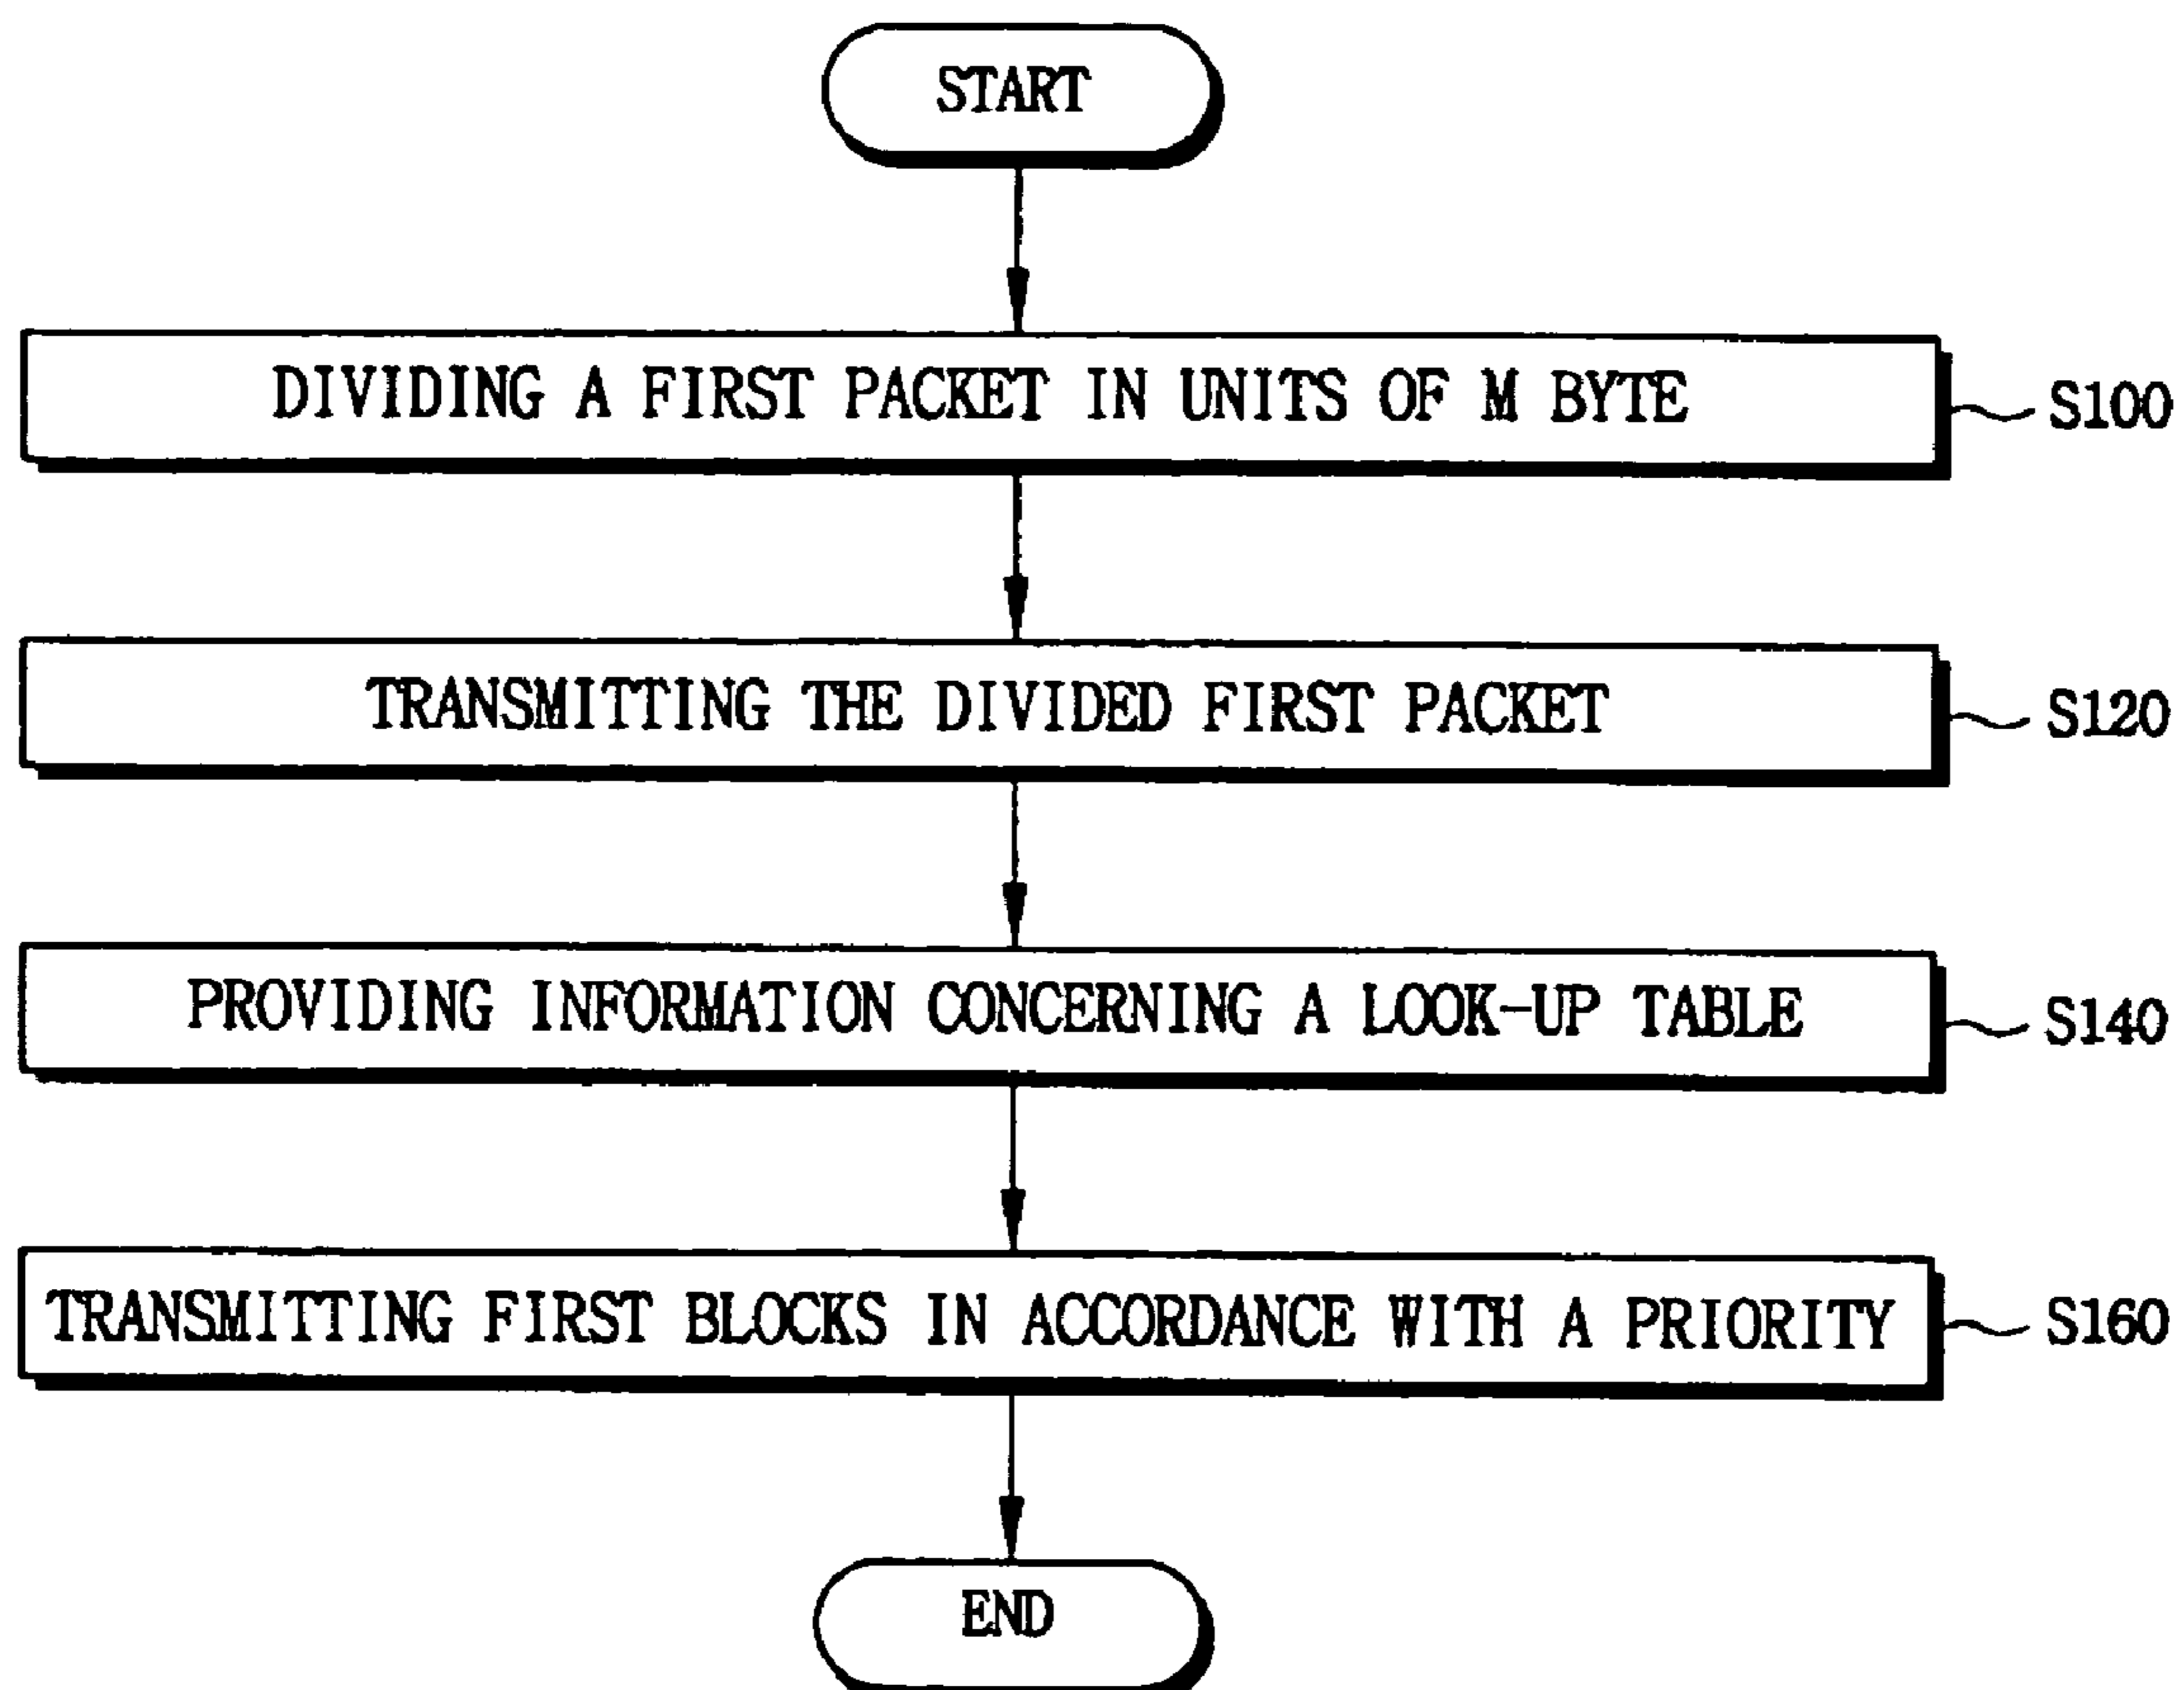 START
DIVIDING A FIRST PACKET IN UNITS OF M BYTE
S100
TRANSMITTING THE DIVIDED FIRST PACKET
S120
PROVIDING INFORMATION CONCERNING A LOOK-UP TABLE
S140
TRANSMITTING FIRST BLOCKS IN ACCORDANCE WITH A PRIORITY
S160
END